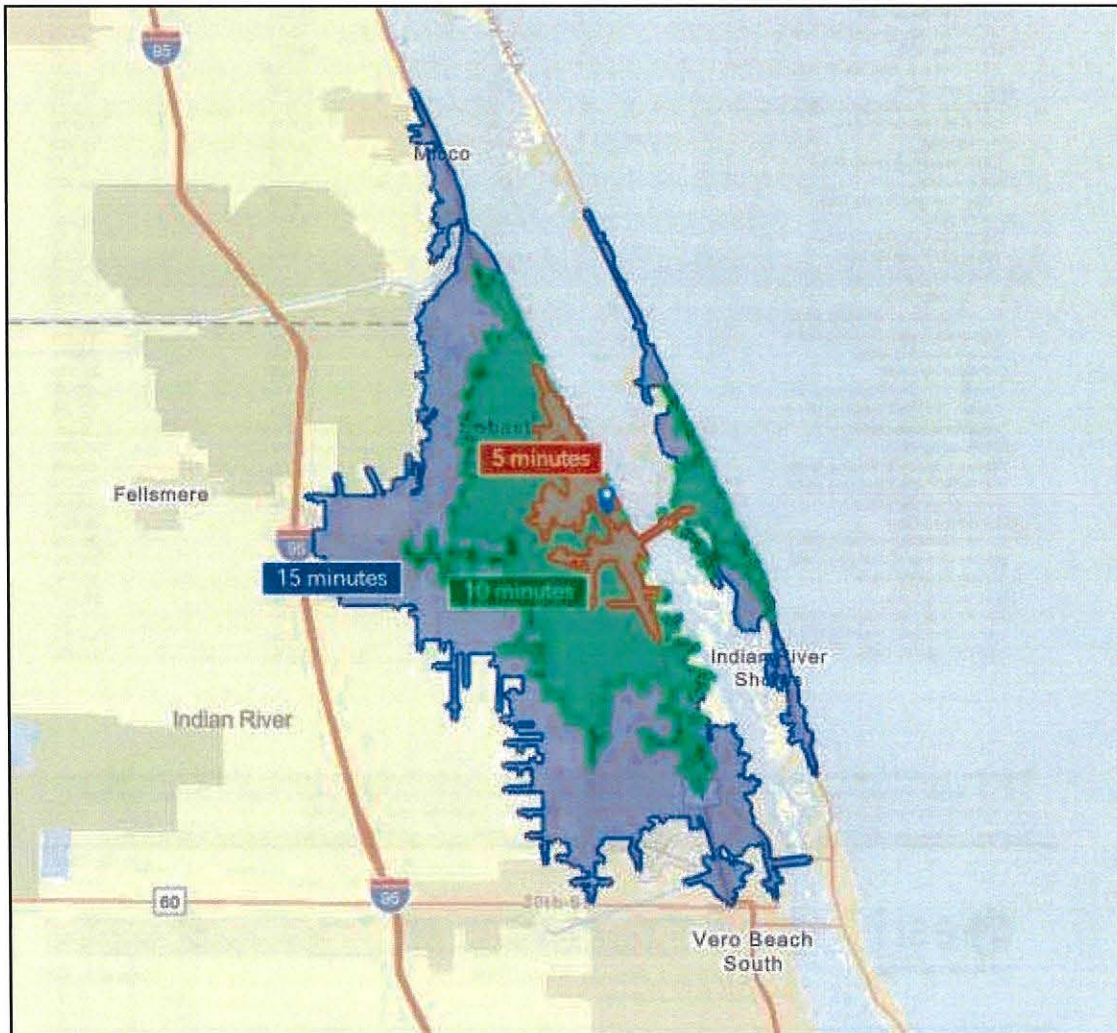 95
Micco
5 minutes
Fellsmere
95
15 minutes
10 minutes
Indian River
Shores
Indian River
60
95
Vero Beach
South